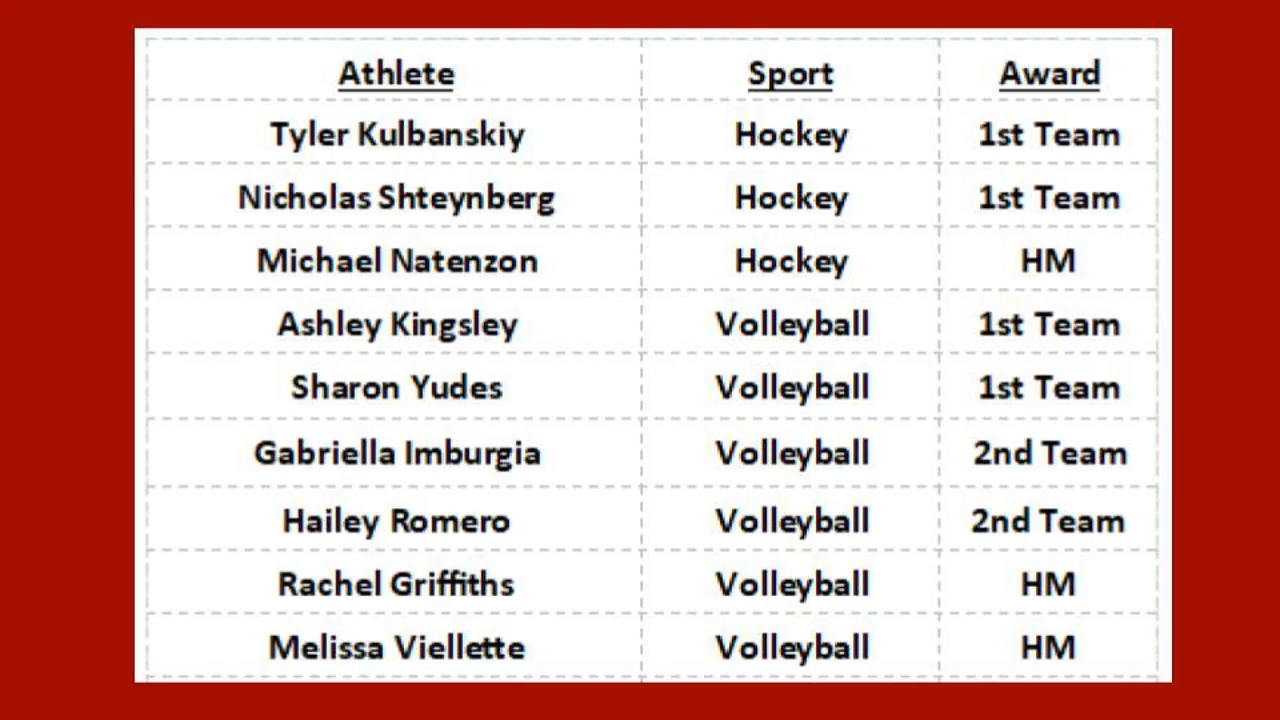 Athlete Sport Award
Tyler Kulbanskiy Hockey 1st Team
Nicholas Shteynberg Hockey 1st Team
Michael Natenzon Hockey HM
Ashley Kingsley Volleyball 1st Team
Sharon Yudes Volleyball 1st Team
Gabriella Imburgia Volleyball 2nd Team
Hailey Romero Volleyball 2nd Team
Rachel Griffiths Volleyball HM
Melissa Viellette Volleyball HM